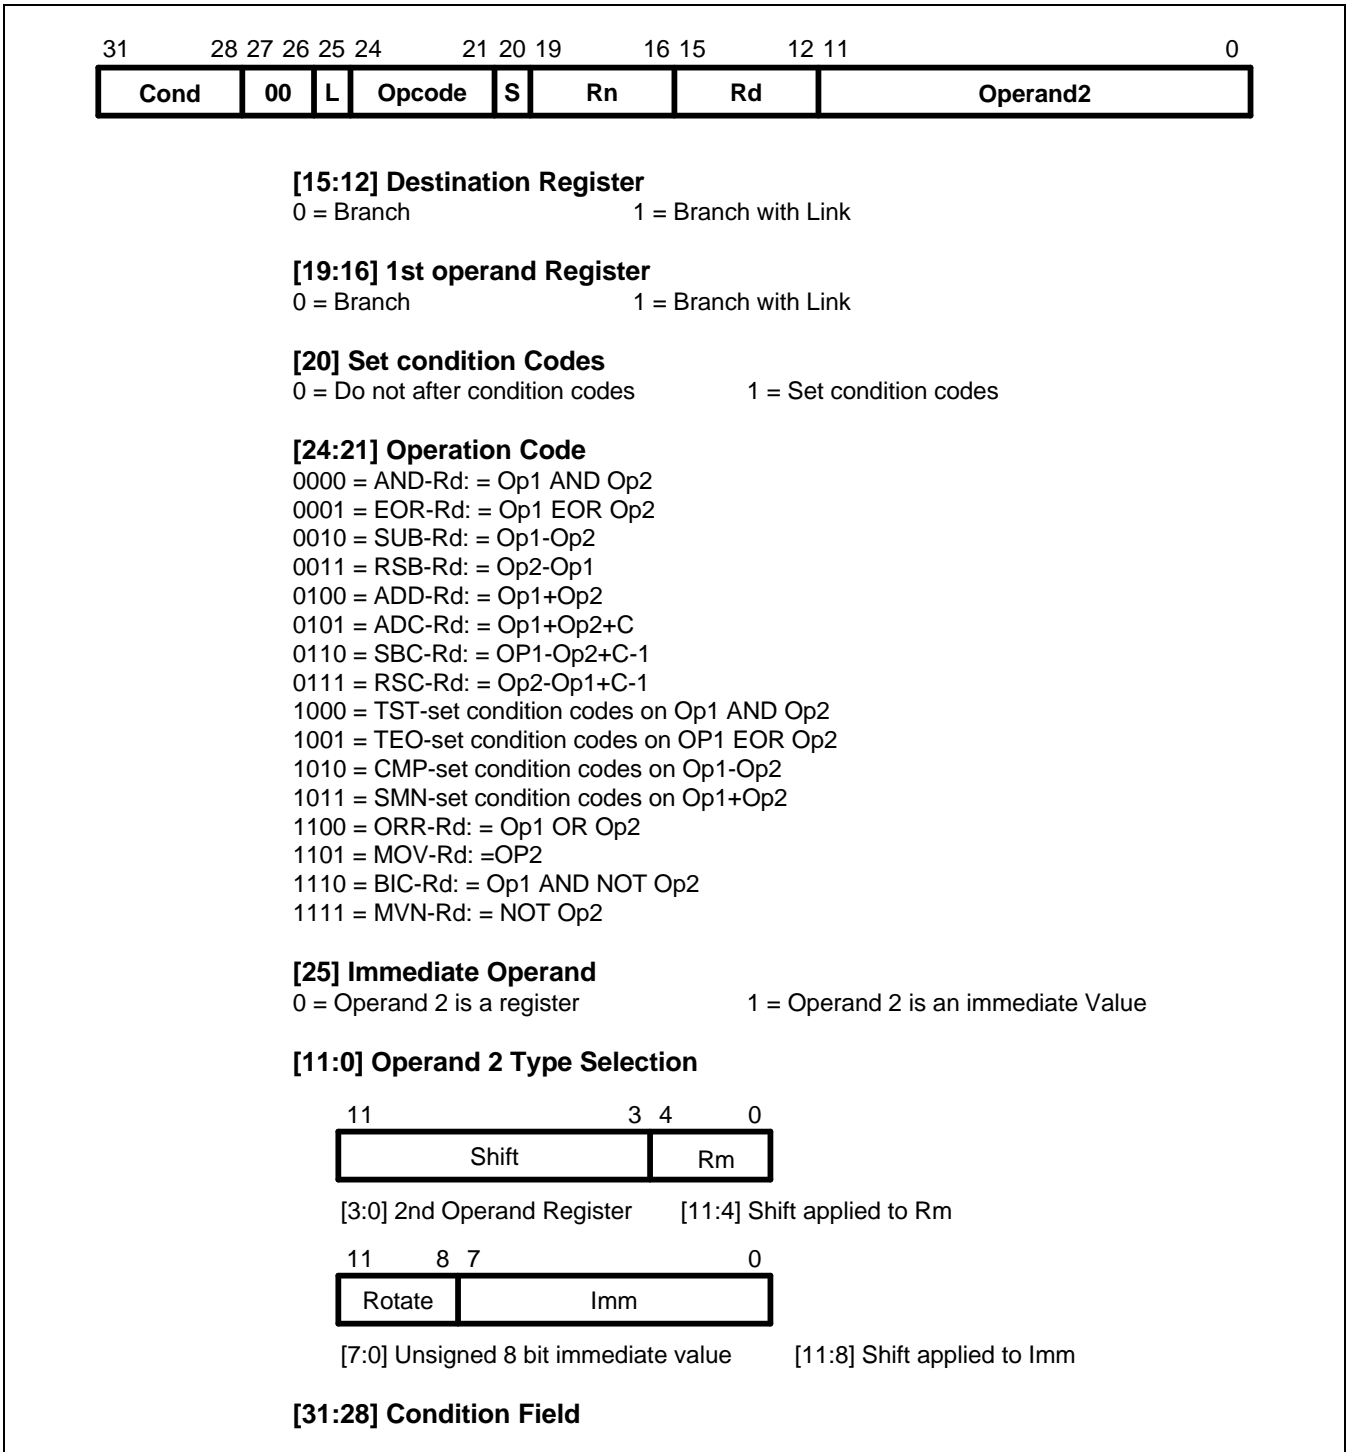 31 28 27 26 25 24 21 20 19 16 15 12 11 0
Cond 00 L Opcode S Rn Rd Operand2
[15:12] Destination Register
0 = Branch 1 = Branch with Link
[19:16] 1st operand Register
0 = Branch 1 = Branch with Link
[20] Set condition Codes
0 = Do not after condition codes 1 = Set condition codes
[24:21] Operation Code
0000 = AND-Rd: = Op1 AND Op2
0001 = EOR-Rd: = Op1 EOR Op2
0010 = SUB-Rd: = Op1-Op2
0011 = RSB-Rd: = Op2-Op1
0100 = ADD-Rd: = Op1+Op2
0101 = ADC-Rd: = Op1+Op2+C
0110 = SBC-Rd: = OP1-Op2+C-1
0111 = RSC-Rd: = Op2-Op1+C-1
1000 = TST-set condition codes on Op1 AND Op2
1001 = TEO-set condition codes on OP1 EOR Op2
1010 = CMP-set condition codes on Op1-Op2
1011 = SMN-set condition codes on Op1+Op2
1100 = ORR-Rd: = Op1 OR Op2
1101 = MOV-Rd: =OP2
1110 = BIC-Rd: = Op1 AND NOT Op2
1111 = MVN-Rd: = NOT Op2
[25] Immediate Operand
0 = Operand 2 is a register 1 = Operand 2 is an immediate Value
[11:0] Operand 2 Type Selection
11 3 4 0
Shift Rm
[3:0] 2nd Operand Register [11:4] Shift applied to Rm
11 8 7 0
Rotate Imm
[7:0] Unsigned 8 bit immediate value [11:8] Shift applied to Imm
[31:28] Condition Field